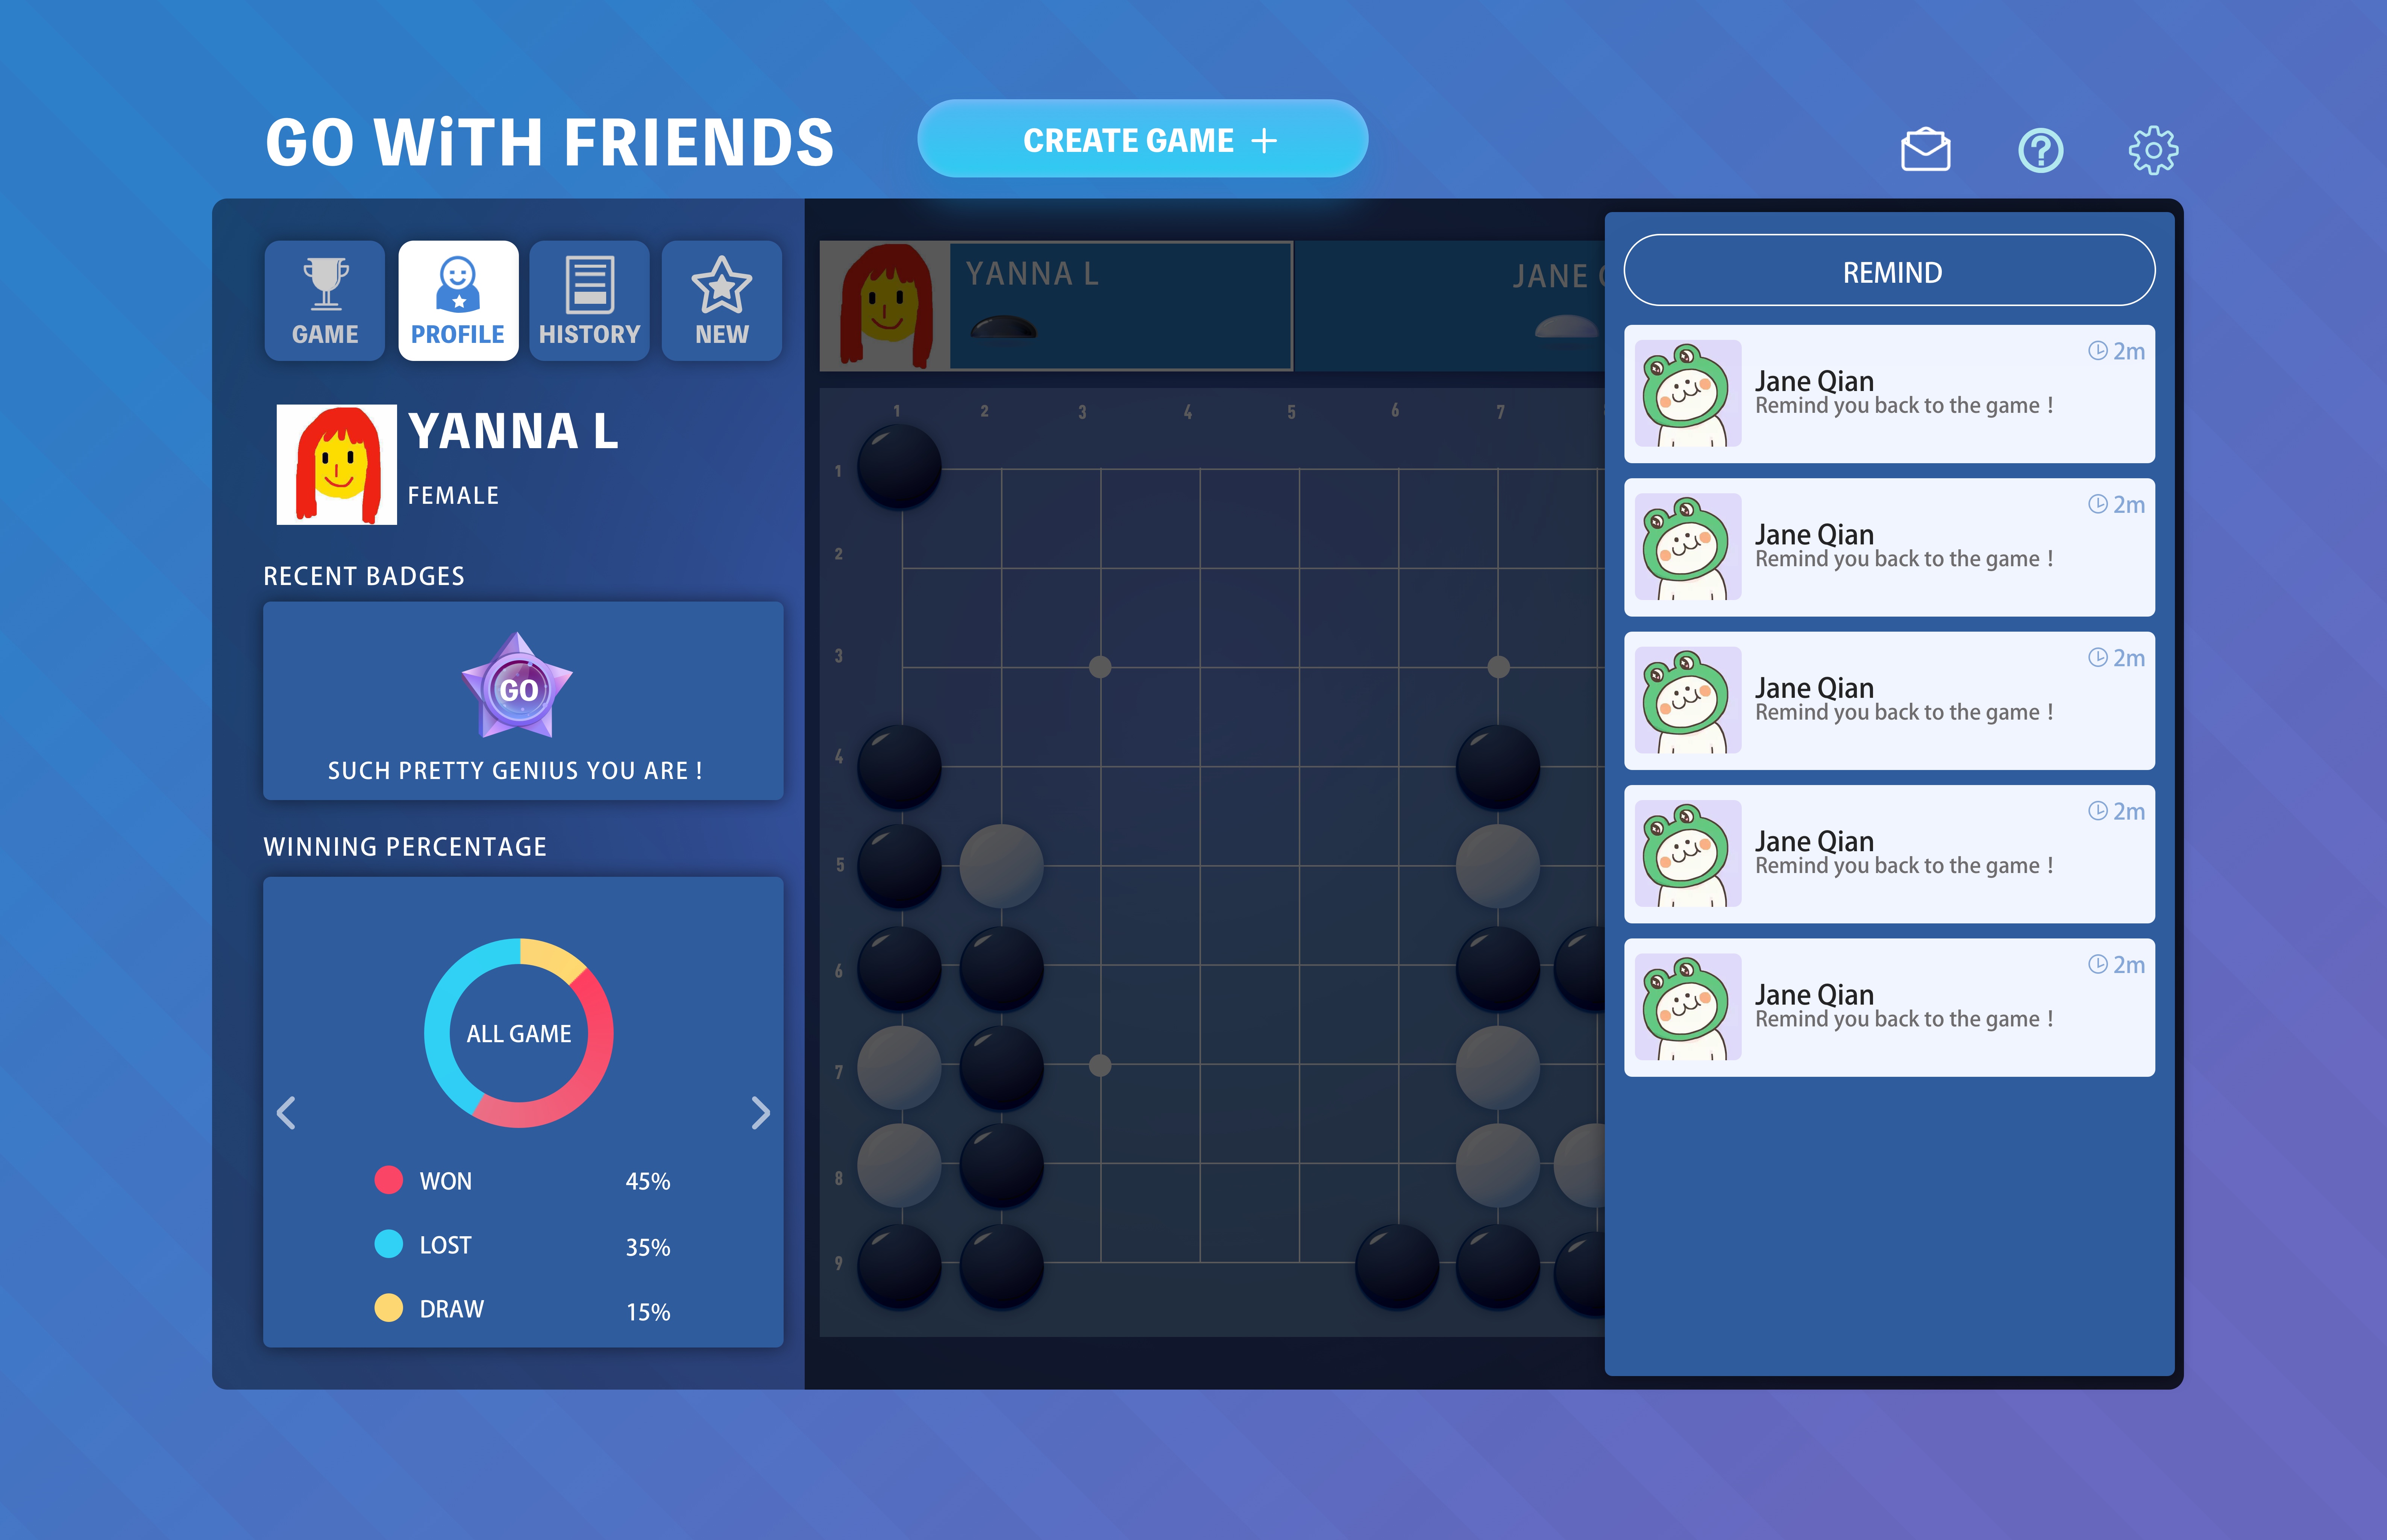 GO WiTH FRIENDS
CREATE GAME +
GAME
PROFILE
HISTORY
NEW
YANNA L
FEMALE
RECENT BADGES
GO
SUCH PRETTY GENIUS YOU ARE !
WINNING PERCENTAGE
ALL GAME
WON 45%
LOST 35%
DRAW 15%
YANNA L
JANE
1 2 3 4 5 6 7
1
2
3
4
5
6
7
8
9
REMIND
2m
Jane Qian
Remind you back to the game !
2m
Jane Qian
Remind you back to the game !
2m
Jane Qian
Remind you back to the game !
2m
Jane Qian
Remind you back to the game !
2m
Jane Qian
Remind you back to the game !